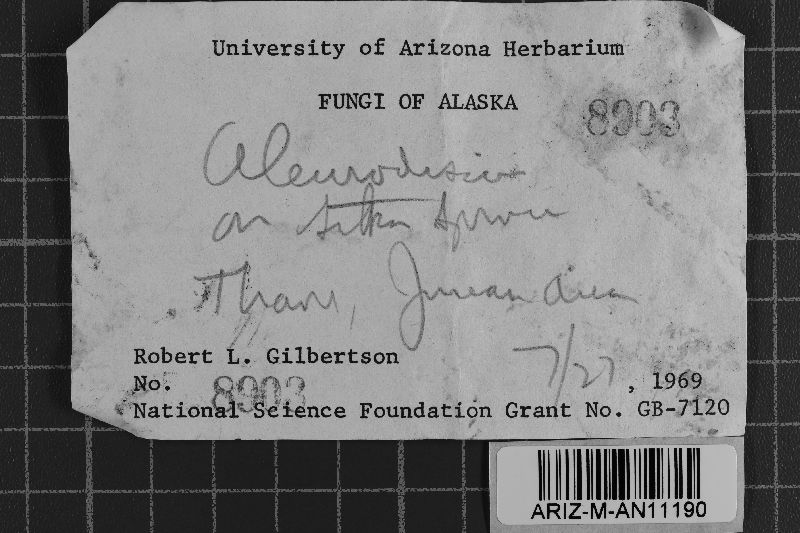 University of Arizona Herbarium
FUNGI OF ALASKA
8903
Aleurodiscus
on Sitka Spruce
Thane, Juneau Area
Robert L. Gilbertson
7/27, 1969
No. 8903
National Science Foundation Grant No. GB-7120
ARIZ-M-AN11190